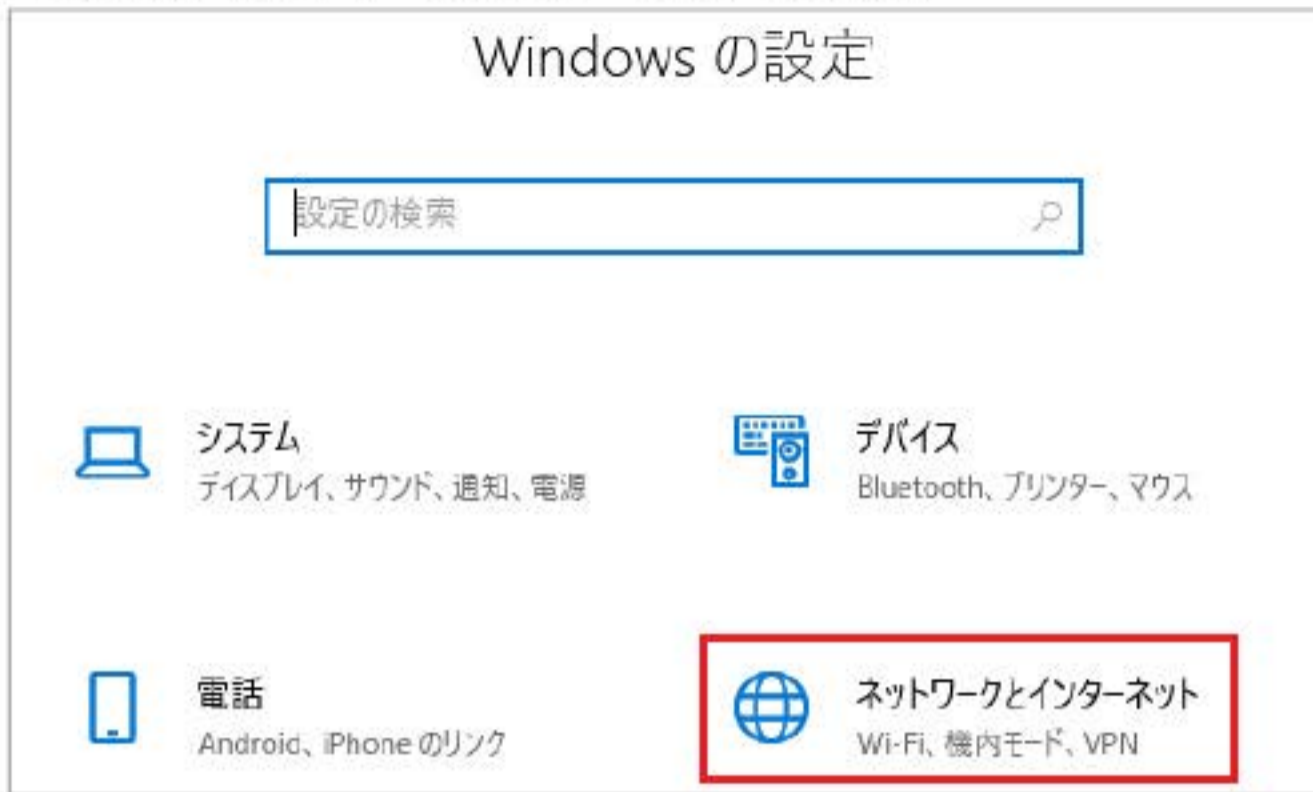 Windows の設定
設定の検索
システム
ディスプレイ、サウンド、通知、電源
デバイス
Bluetooth、プリンター、マウス
電話
Android、iPhone のリンク
ネットワークとインターネット
Wi-Fi、機内モード、VPN